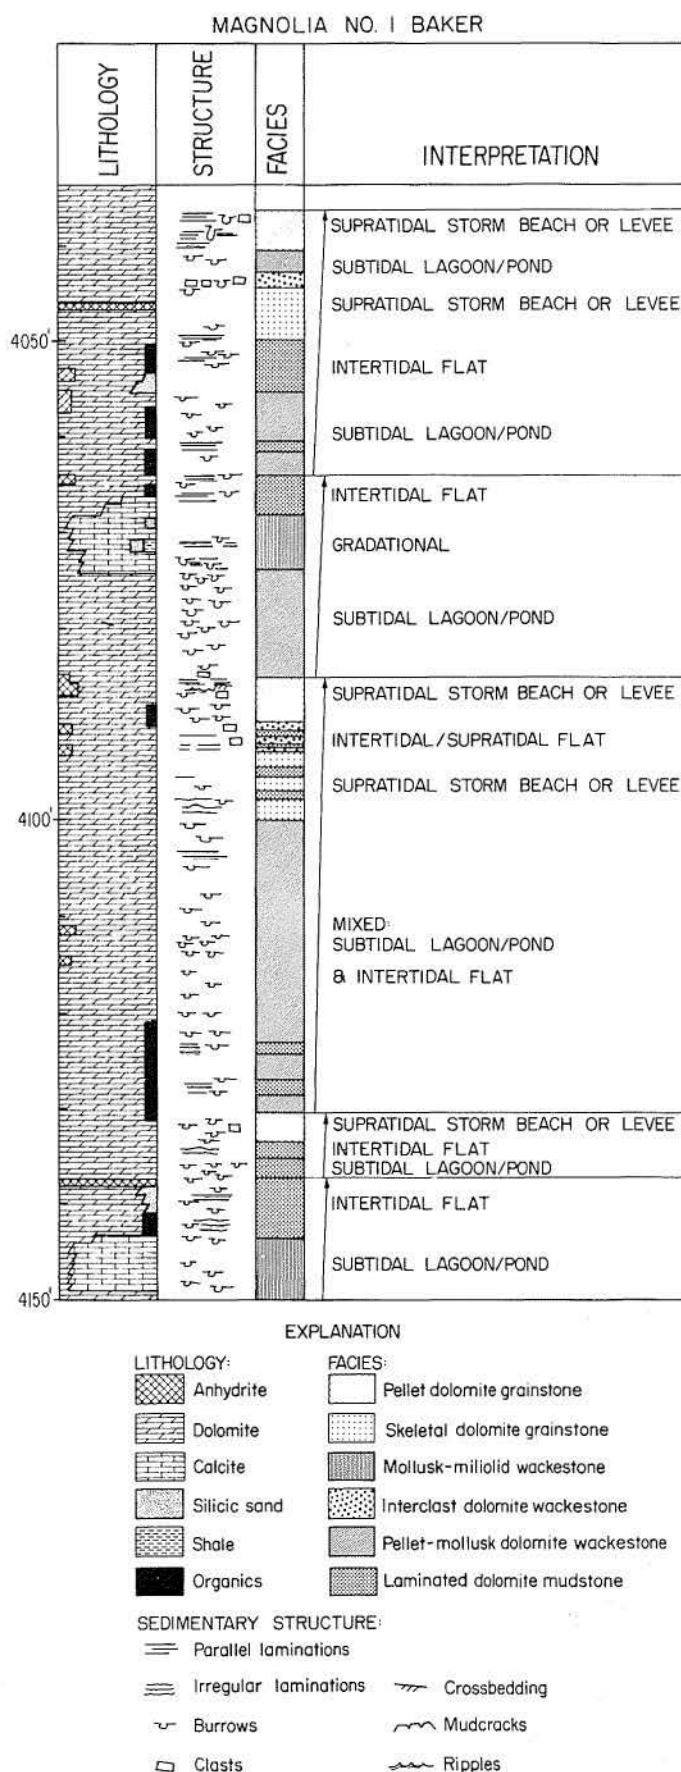 MAGNOLIA NO. I BAKER
LITHOLOGY
STRUCTURE
FACIES
INTERPRETATION
SUPRATIDAL STORM BEACH OR LEVEE
SUBTIDAL LAGOON/POND
SUPRATIDAL STORM BEACH OR LEVEE
4050'
INTERTIDAL FLAT
SUBTIDAL LAGOON/POND
INTERTIDAL FLAT
GRADATIONAL
SUBTIDAL LAGOON/POND
SUPRATIDAL STORM BEACH OR LEVEE
INTERTIDAL/SUPRATIDAL FLAT
SUPRATIDAL STORM BEACH OR LEVEE
4100'
MIXED:
SUBTIDAL LAGOON/POND
& INTERTIDAL FLAT
SUPRATIDAL STORM BEACH OR LEVEE
INTERTIDAL FLAT
SUBTIDAL LAGOON/POND
INTERTIDAL FLAT
SUBTIDAL LAGOON/POND
4150'
EXPLANATION
LITHOLOGY:
Anhydrite
Dolomite
Calcite
Silicic sand
Shale
Organics
FACIES:
Pellet dolomite grainstone
Skeletal dolomite grainstone
Mollusk-miliolid wackestone
Interclast dolomite wackestone
Pellet-mollusk dolomite wackestone
Laminated dolomite mudstone
SEDIMENTARY STRUCTURE:
Parallel laminations
Irregular laminations
Burrows
Clasts
Crossbedding
Mudcracks
Ripples